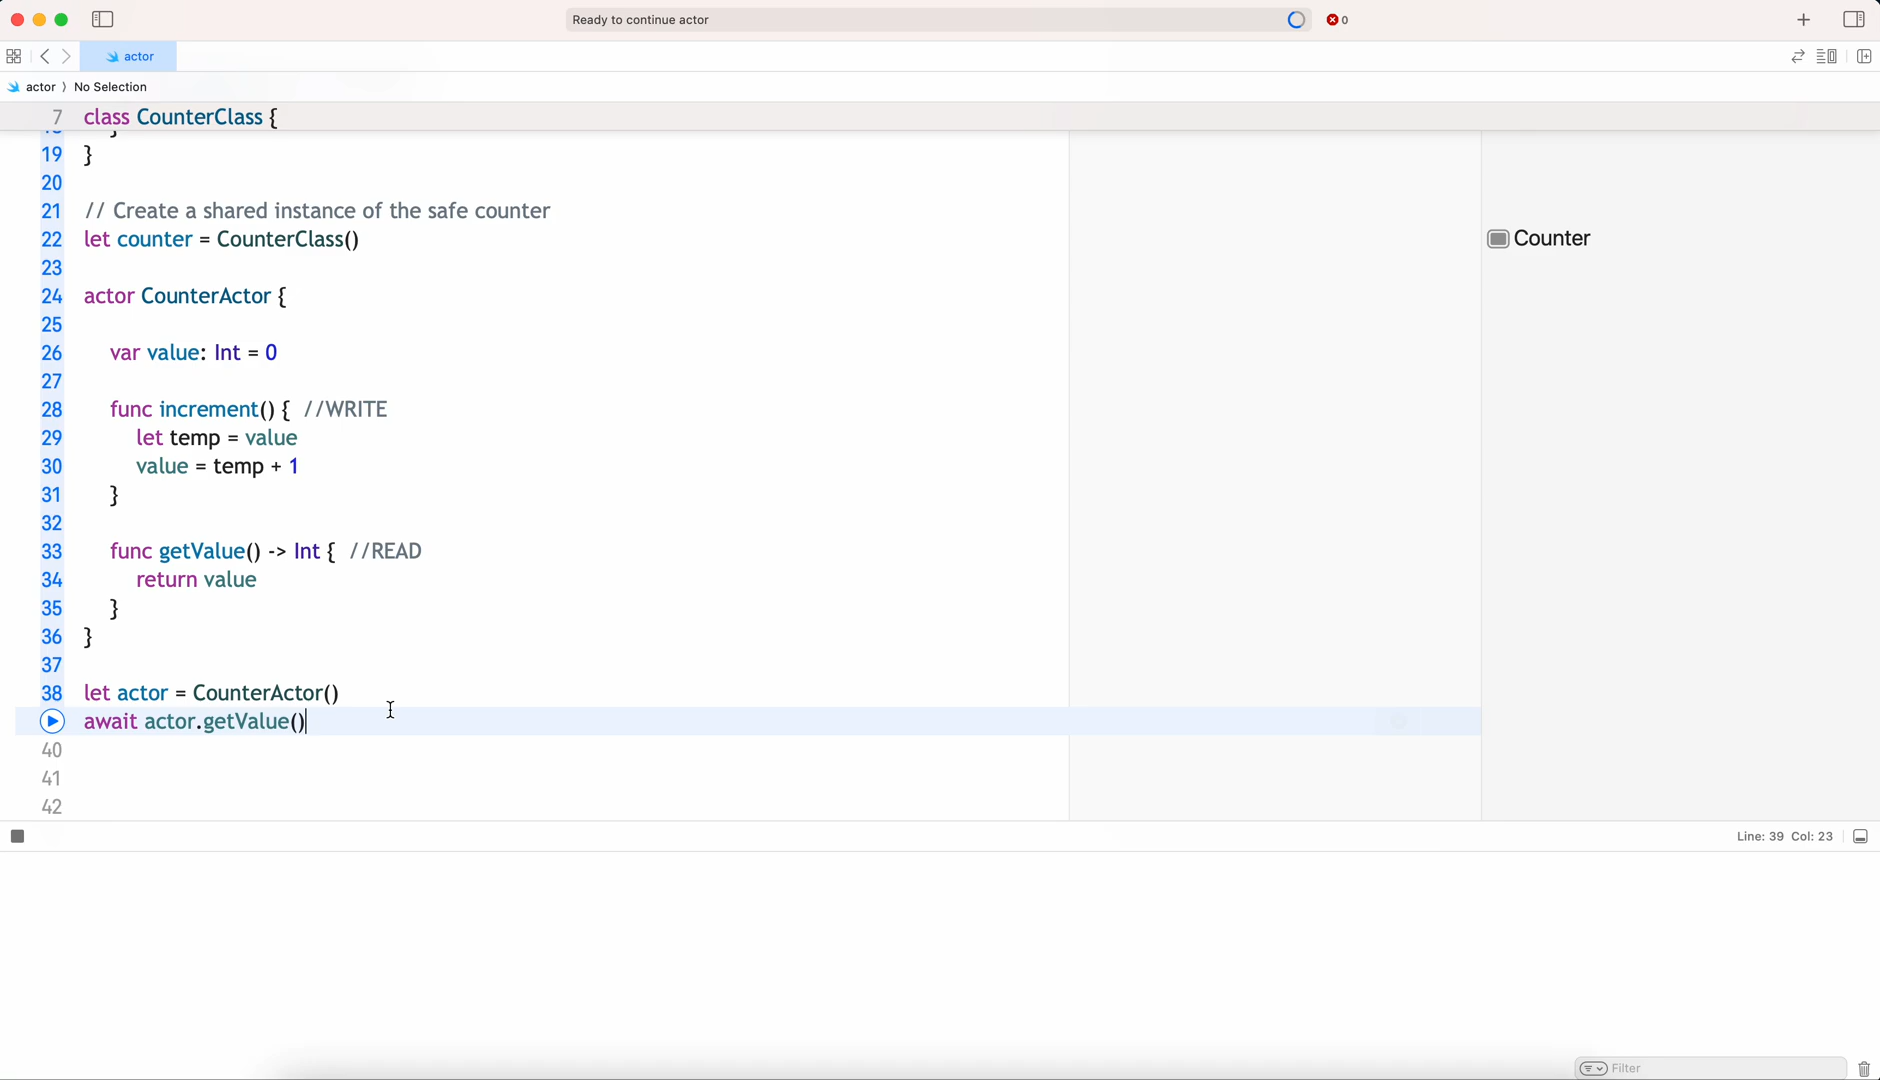 Ready to continue actor
0
actor
actor 〉 No Selection
7 class CounterClass {
}
19 }
20
21 // Create a shared instance of the safe counter
22 let counter = CounterClass()
Counter
23
24 actor CounterActor {
25
26 var value: Int = 0
27
28 func increment() { //WRITE
29 let temp = value
30 value = temp + 1
31 }
32
33 func getValue() -> Int { //READ
34 return value
35 }
36 }
37
38 let actor = CounterActor()
await actor.getValue()
40
41
42
Line: 39 Col: 23
Filter